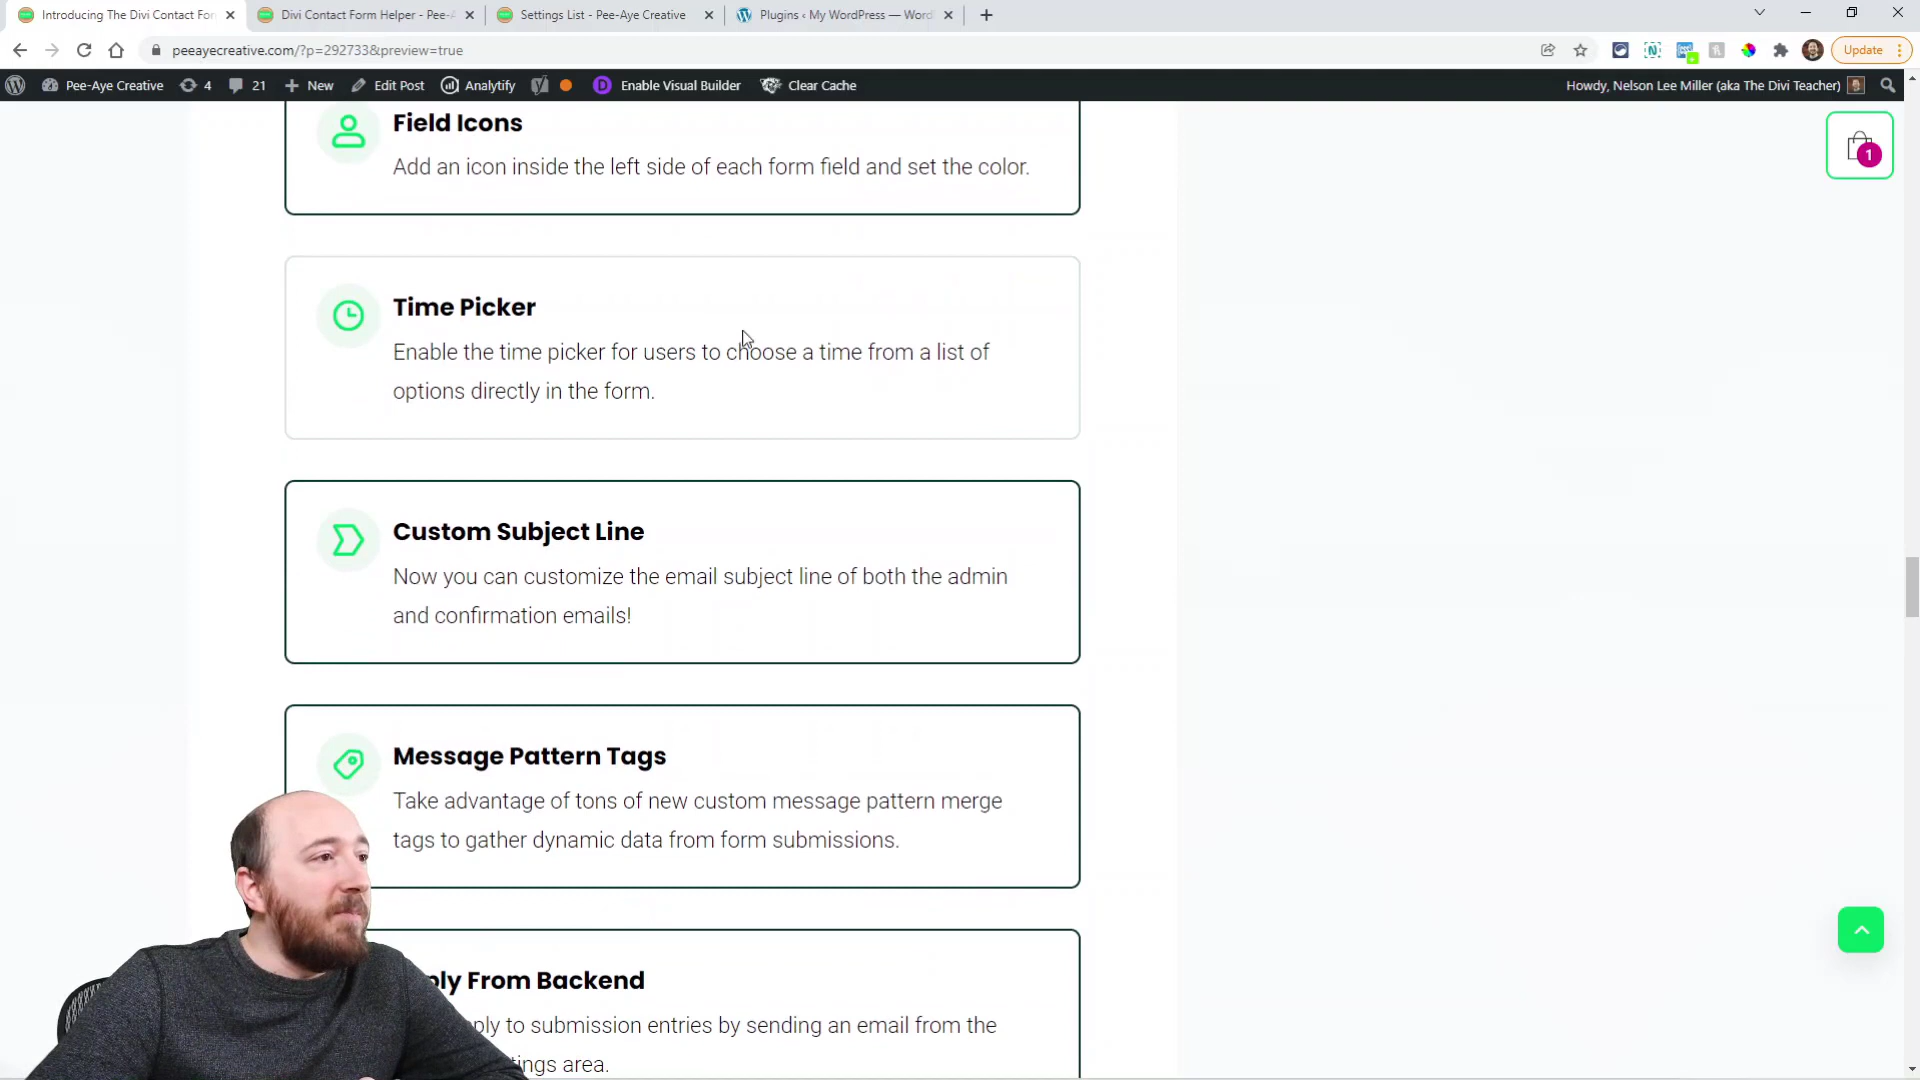 Introducing The Divi Contact For
Divi Contact Form Helper - Pee-A
Settings List - Pee-Aye Creative
Plugins ‹ My WordPress — Word
peeayecreative.com/?p=292733&preview=true
Update
Pee-Aye Creative
4
21
New
Edit Post
Analytify
D
Enable Visual Builder
Clear Cache
Howdy, Nelson Lee Miller (aka The Divi Teacher)
1
Field Icons
Add an icon inside the left side of each form field and set the color.
Time Picker
Enable the time picker for users to choose a time from a list of
options directly in the form.
Custom Subject Line
Now you can customize the email subject line of both the admin
and confirmation emails!
Message Pattern Tags
Take advantage of tons of new custom message pattern merge
tags to gather dynamic data from form submissions.
ply From Backend
ply to submission entries by sending an email from the
tings area.